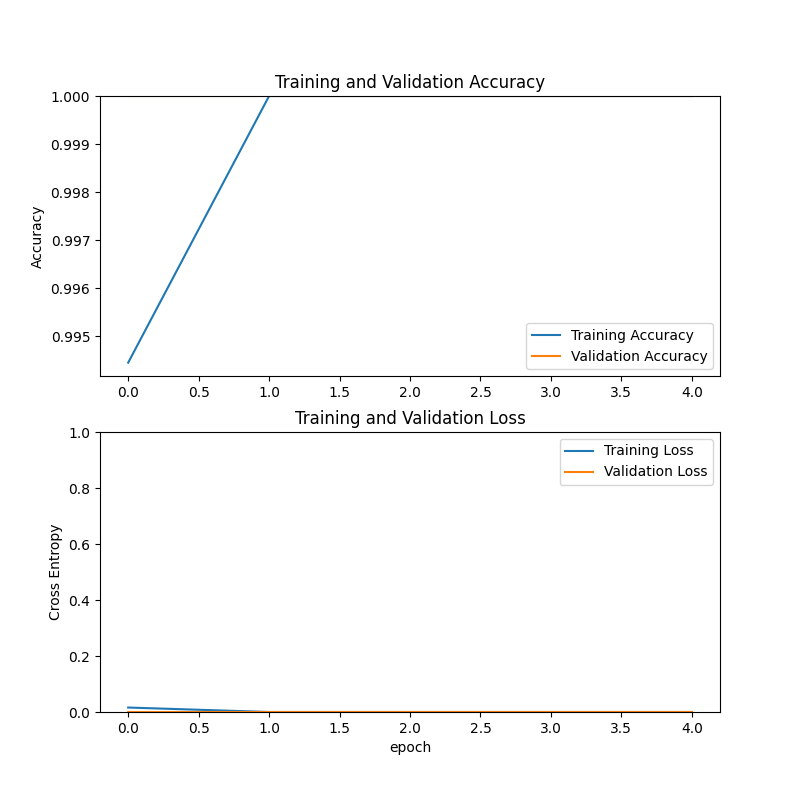 Training and Validation Accuracy
1.000
0.999
0.998
0.997
0.996
0.995
Accuracy
Training Accuracy
Validation Accuracy
0.0 0.5 1.0 1.5 2.0 2.5 3.0 3.5 4.0
Training and Validation Loss
1.0
0.8
0.6
0.4
0.2
0.0
Cross Entropy
Training Loss
Validation Loss
0.0 0.5 1.0 1.5 2.0 2.5 3.0 3.5 4.0
epoch